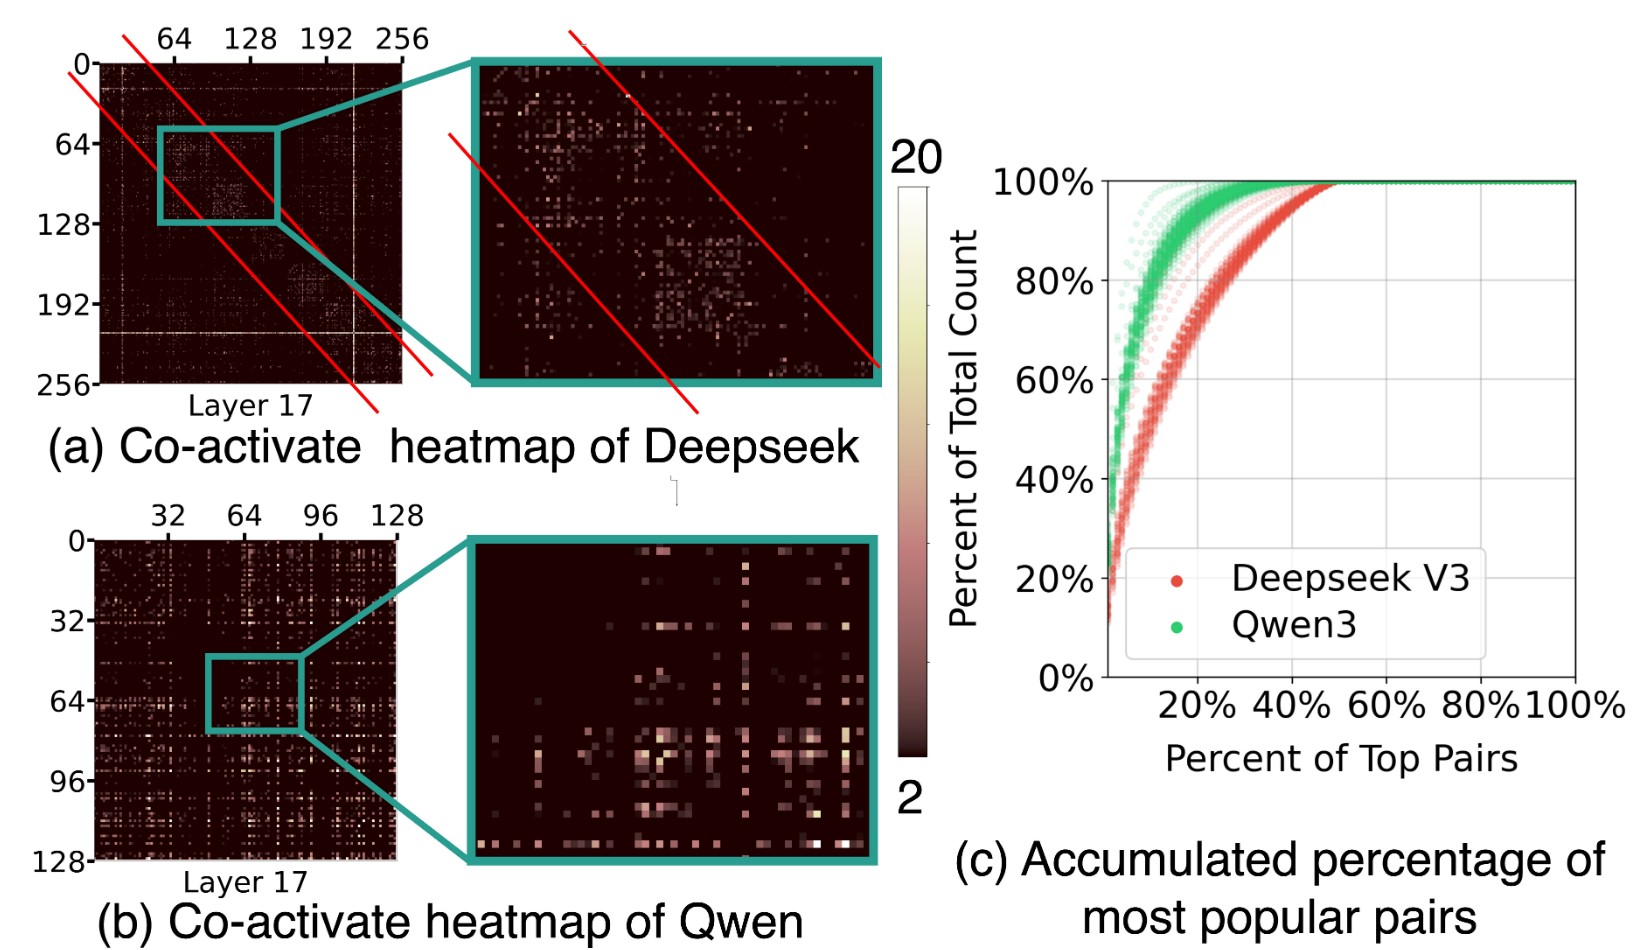 64 128 192 256
0
64
128
192
256
Layer 17
(a) Co-activate heatmap of Deepseek
32 64 96 128
0
32
64
96
128
Layer 17
(b) Co-activate heatmap of Qwen
20
Percent of Total Count
2
100%
80%
60%
40%
20%
0%
Deepseek V3
Qwen3
20% 40% 60% 80% 100%
Percent of Top Pairs
(c) Accumulated percentage of
most popular pairs